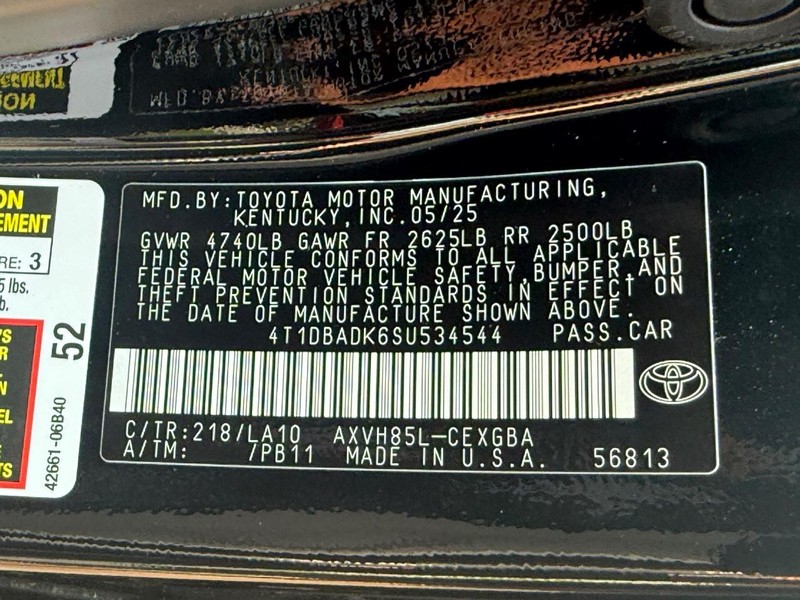 MFD.BY:TOYOTA MOTOR MANUFACTURING,
KENTUCKY,INC.05/25
GVWR 4740LB GAWR FR 2625LB RR 2500LB
THIS VEHICLE CONFORMS TO ALL APPLICABLE
FEDERAL MOTOR VEHICLE SAFETY,BUMPER,AND
THEFT PREVENTION STANDARDS IN EFFECT ON
THE DATE OF MANUFACTURE SHOWN ABOVE.
4T1DBADK6SU534544 PASS.CAR
C/TR:218/LA10 AXVH85L-CEXGBA
A/TM: 7PB11 MADE IN U.S.A. 56813
ON
EMENT
RE: 3
5 lbs.
b.
52
42661-06B40